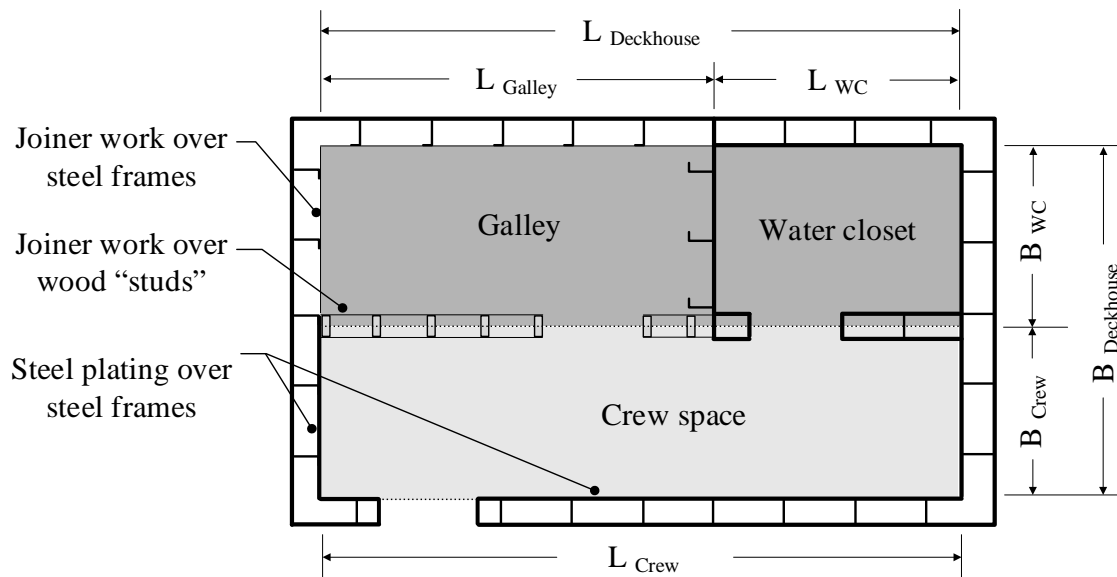 L Deckhouse
L Galley
L WC
Joiner work over
steel frames
Galley
Water closet
B WC
Joiner work over
wood “studs”
B Deckhouse
Steel plating over
steel frames
Crew space
B Crew
L Crew